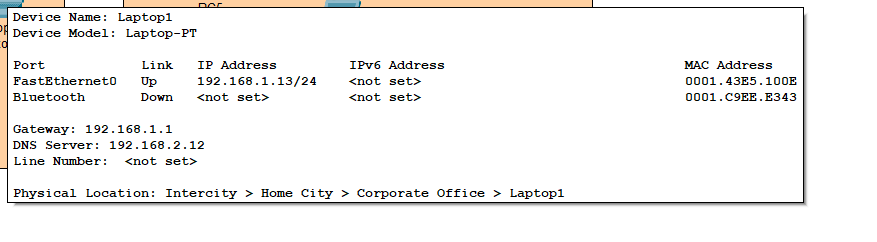 PC5
Device Name: Laptop1
Device Model: Laptop-PT
Port Link IP Address IPv6 Address MAC Address
FastEthernet0 Up 192.168.1.13/24 <not set> 0001.43E5.100E
Bluetooth Down <not set> <not set> 0001.C9EE.E343
Gateway: 192.168.1.1
DNS Server: 192.168.2.12
Line Number: <not set>
Physical Location: Intercity > Home City > Corporate Office > Laptop1